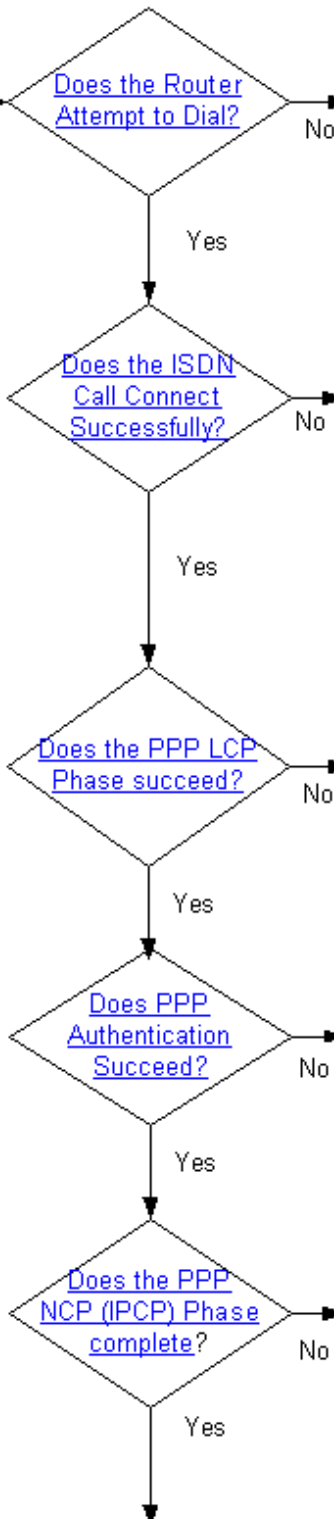 Does the Router
Attempt to Dial?
No
Yes
Does the ISDN
Call Connect
Successfully?
No
Yes
Does the PPP LCP
Phase succeed?
No
Yes
Does PPP
Authentication
Succeed?
No
Yes
Does the PPP
NCP (IPCP) Phase
complete?
No
Yes